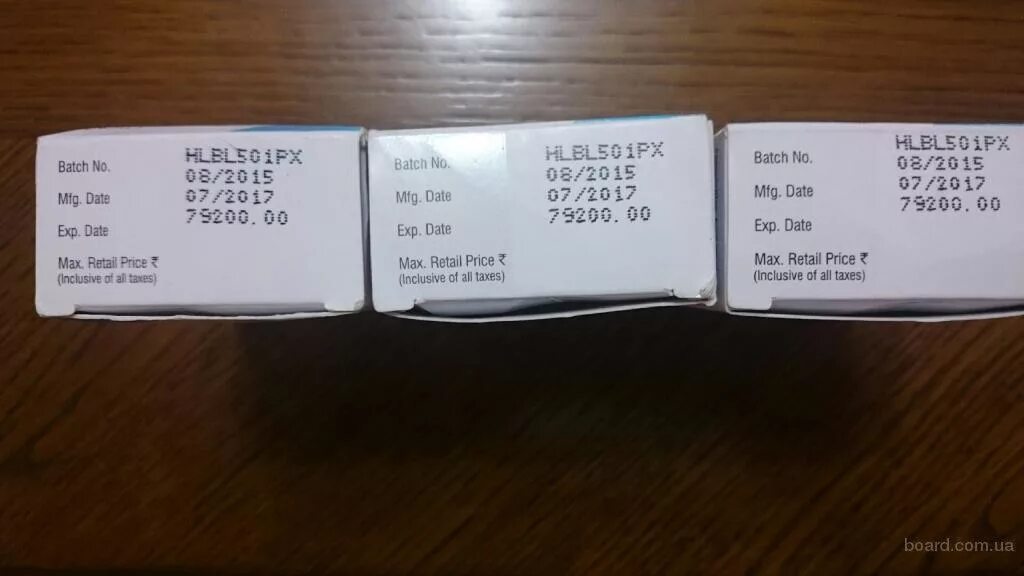 Batch No. HLBL501PX
Mfg. Date 08/2015
Exp. Date 07/2017
Max. Retail Price ₹ 79200.00
(Inclusive of all taxes)
Batch No. HLBL501PX
Mfg. Date 08/2015
Exp. Date 07/2017
Max. Retail Price ₹ 79200.00
(Inclusive of all taxes)
Batch No. HLBL501PX
Mfg. Date 08/2015
Exp. Date 07/2017
Max. Retail Price ₹ 79200.00
(Inclusive of all taxes)
board.com.ua